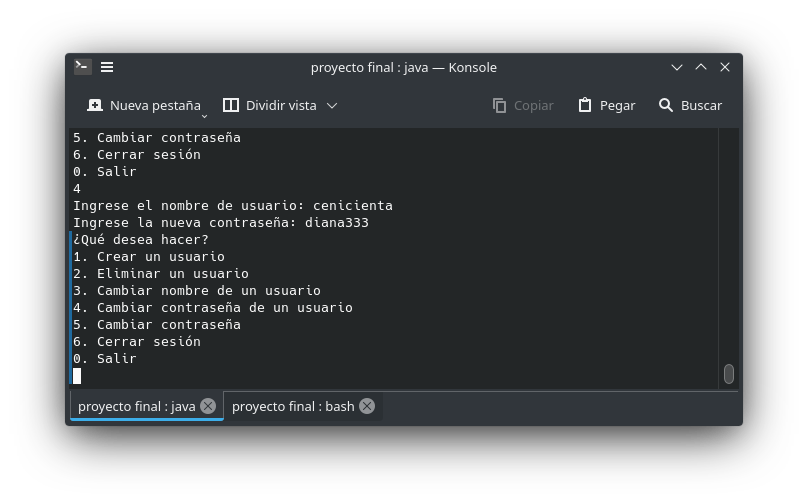 proyecto final : java — Konsole
Nueva pestaña Dividir vista Copiar Pegar Buscar
5. Cambiar contraseña
6. Cerrar sesión
0. Salir
4
Ingrese el nombre de usuario: cenicienta
Ingrese la nueva contraseña: diana333
¿Qué desea hacer?
1. Crear un usuario
2. Eliminar un usuario
3. Cambiar nombre de un usuario
4. Cambiar contraseña de un usuario
5. Cambiar contraseña
6. Cerrar sesión
0. Salir
proyecto final : java proyecto final : bash